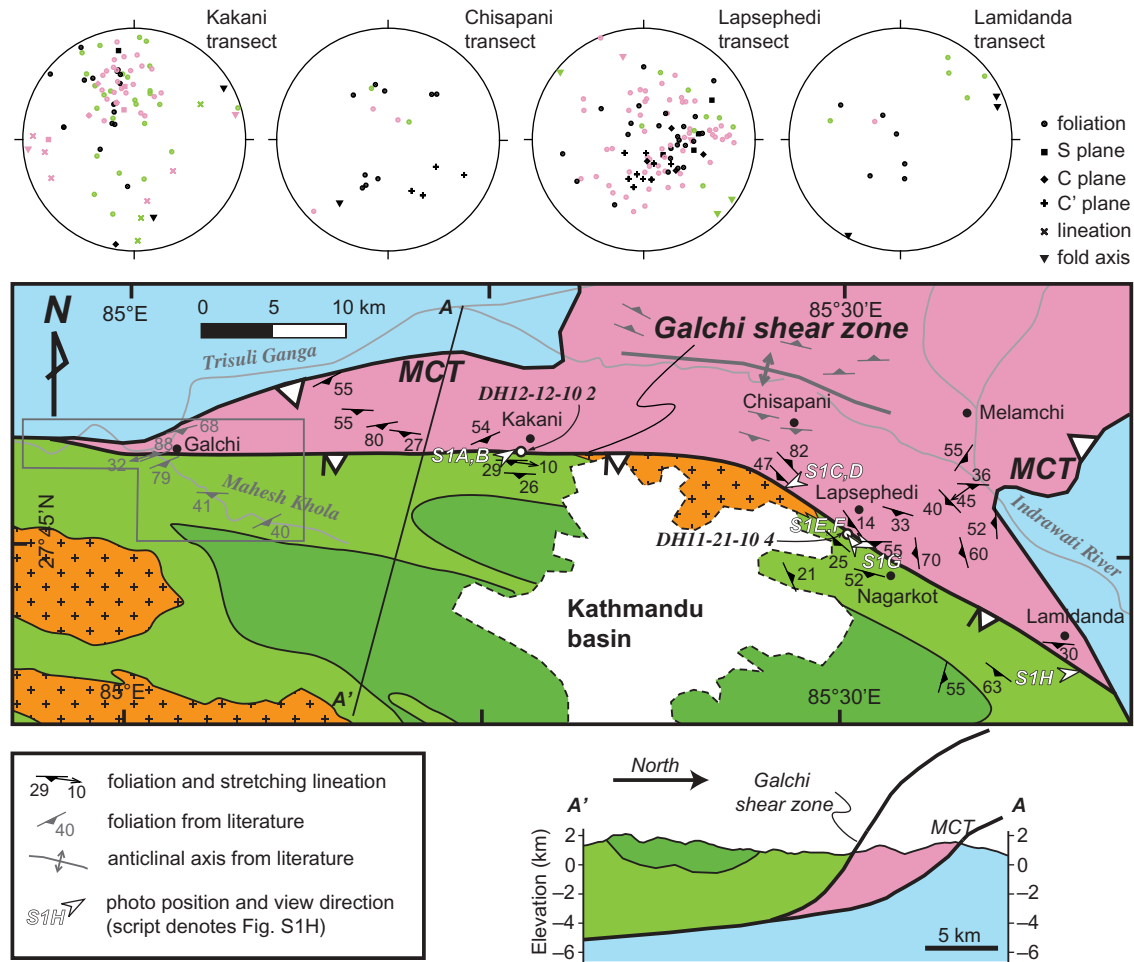 Kakani
transect
Chisapani
transect
Lapsephedi
transect
Lamidanda
transect
foliation
S plane
C plane
C' plane
lineation
fold axis
N
85°E
0 5 10 km
A
85°30'E
Galchi shear zone
Trisuli Ganga
MCT
DH12-12-10 2
Chisapani
Melamchi
55
55
80
27
54
Kakani
68
88
Galchi
32
79
S1A,B
29
10
26
82
47
S1C,D
55
36
MCT
45
40
41
Mahesh Khola
40
Lapsephedi
14
33
52
Indrawati River
S1E,F
DH11-21-10 4
55
S1G
25
70
60
21
52
Nagarkot
27°45'N
Kathmandu
basin
Lamidanda
30
S1H
63
55
85°E
A'
85°30'E
29
10
foliation and stretching lineation
40
foliation from literature
anticlinal axis from literature
S1H
photo position and view direction
(script denotes Fig. S1H)
North
Galchi
shear zone
A'
A
MCT
Elevation (km)
2
0
–2
–4
–6
2
0
–2
–4
–6
5 km